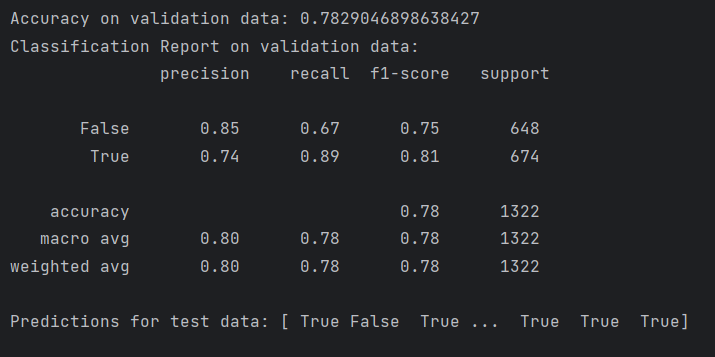 Accuracy on validation data: 0.7829046898638427
Classification Report on validation data:
precision recall f1-score support
False 0.85 0.67 0.75 648
True 0.74 0.89 0.81 674
accuracy 0.78 1322
macro avg 0.80 0.78 0.78 1322
weighted avg 0.80 0.78 0.78 1322
Predictions for test data: [ True False  True ...  True  True  True]